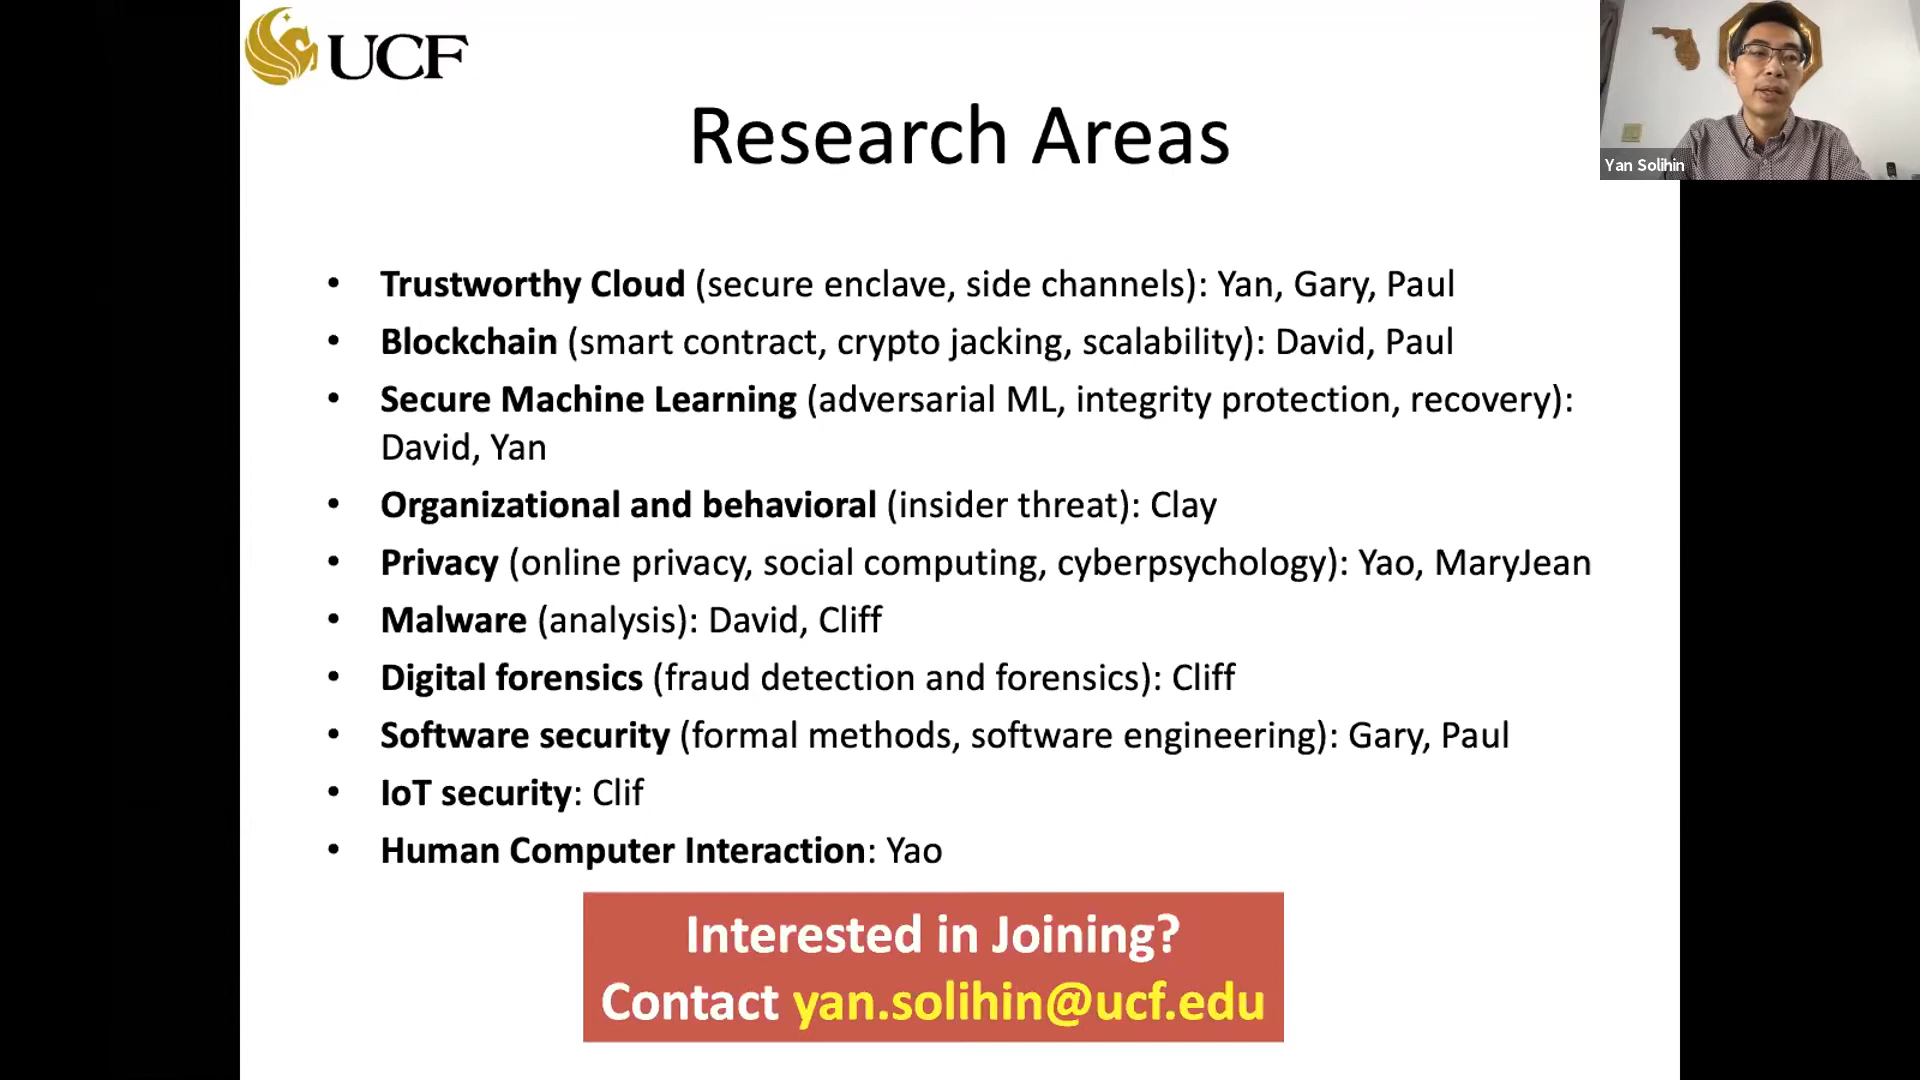 UCF
Research Areas
Yan Solihin
• Trustworthy Cloud (secure enclave, side channels): Yan, Gary, Paul
• Blockchain (smart contract, crypto jacking, scalability): David, Paul
• Secure Machine Learning (adversarial ML, integrity protection, recovery):
David, Yan
• Organizational and behavioral (insider threat): Clay
• Privacy (online privacy, social computing, cyberpsychology): Yao, MaryJean
• Malware (analysis): David, Cliff
• Digital forensics (fraud detection and forensics): Cliff
• Software security (formal methods, software engineering): Gary, Paul
• IoT security: Clif
• Human Computer Interaction: Yao
Interested in Joining?
Contact yan.solihin@ucf.edu